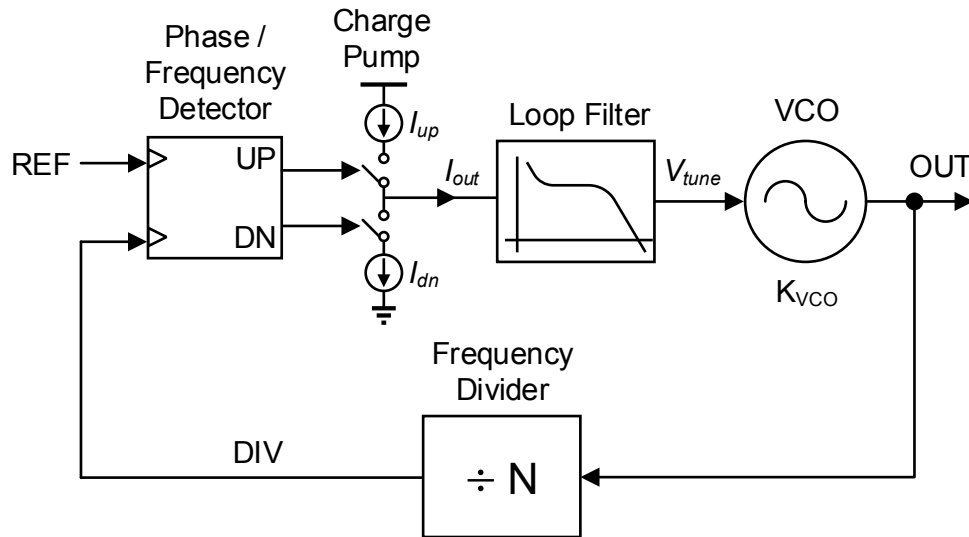 Phase /
Frequency
Detector
Charge
Pump
Loop Filter
VCO
REF
UP
DN
I_up
I_dn
I_out
V_tune
OUT
K_VCO
Frequency
Divider
DIV
÷ N